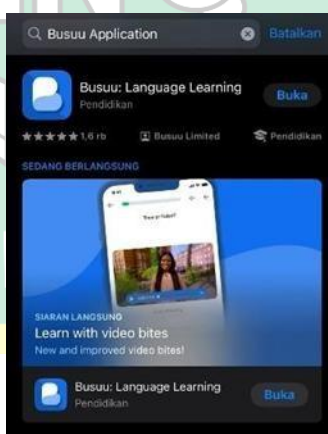 Busuu Application
Batalkan
Busuu: Language Learning
Pendidikan
Buka
1,6 rb
Busuu Limited
Pendidikan
SEDANG BERLANGSUNG
SIARAN LANGSUNG
Learn with video bites
New and improved video bites!
Busuu: Language Learning
Pendidikan
Buka